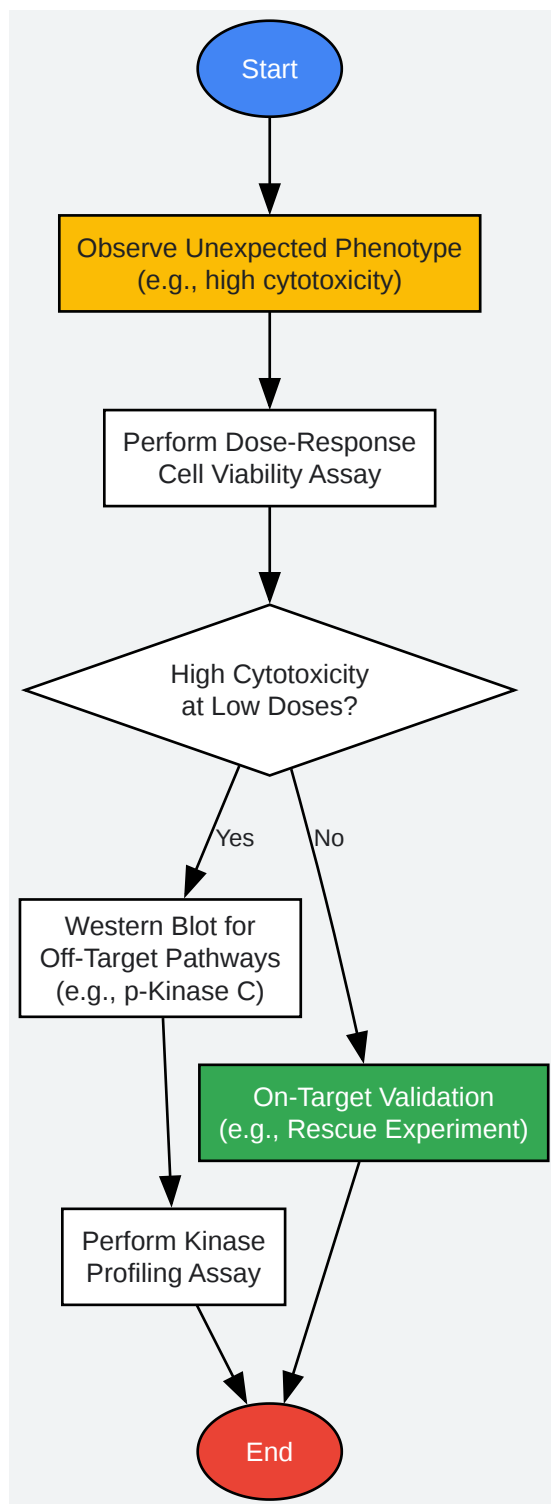 Start
Observe Unexpected Phenotype
(e.g., high cytotoxicity)
Perform Dose-Response
Cell Viability Assay
High Cytotoxicity
at Low Doses?
Yes
No
Western Blot for
Off-Target Pathways
(e.g., p-Kinase C)
On-Target Validation
(e.g., Rescue Experiment)
Perform Kinase
Profiling Assay
End